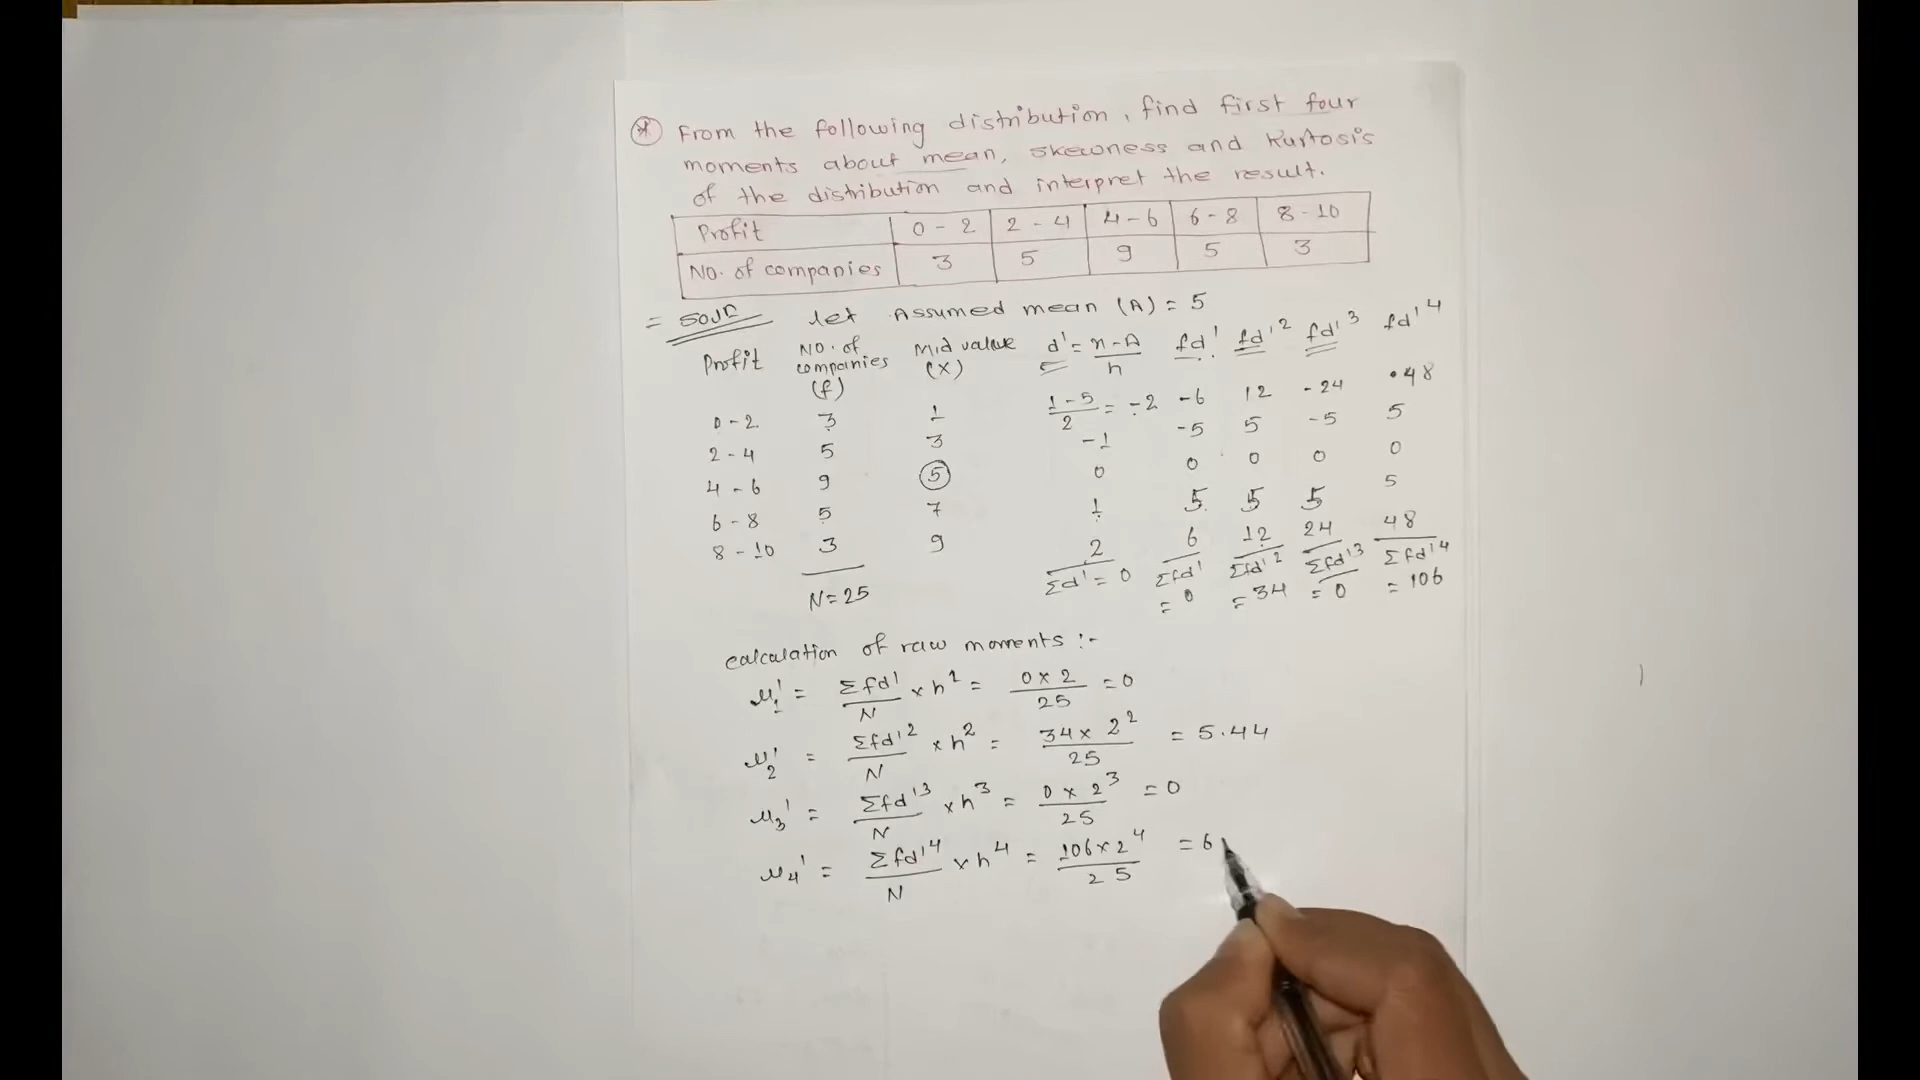 * From the following distribution, find first four
moments about mean, skewness and Kurtosis
of the distribution and interpret the result.
Profit 0 - 2 2 - 4 4 - 6 6 - 8 8 - 10
No. of companies 3 5 9 5 3
= let Assumed mean (A) = 5
Profit No. of companies (f) Mid value (x) d' = x-A/h fd' fd'2 fd'3 fd'4
0 - 2 3 1 1-5/2 = -2 -6 12 -24 48
2 - 4 5 3 -1 -5 5 -5 5
4 - 6 9 5 0 0 0 0 0
6 - 8 5 7 1 5 5 5 5
8 - 10 3 9 2 6 12 24 48
N = 25 Σd' = 0 Σfd' = 0 Σfd'2 = 34 Σfd'3 = 0 Σfd'4 = 106
calculation of raw moments :-
μ1' = Σfd'/N × h1 = 0×2/25 = 0
μ2' = Σfd'2/N × h2 = 34×22/25 = 5.44
μ3' = Σfd'3/N × h3 = 0×23/25 = 0
μ4' = Σfd'4/N × h4 = 106×24/25 = 6